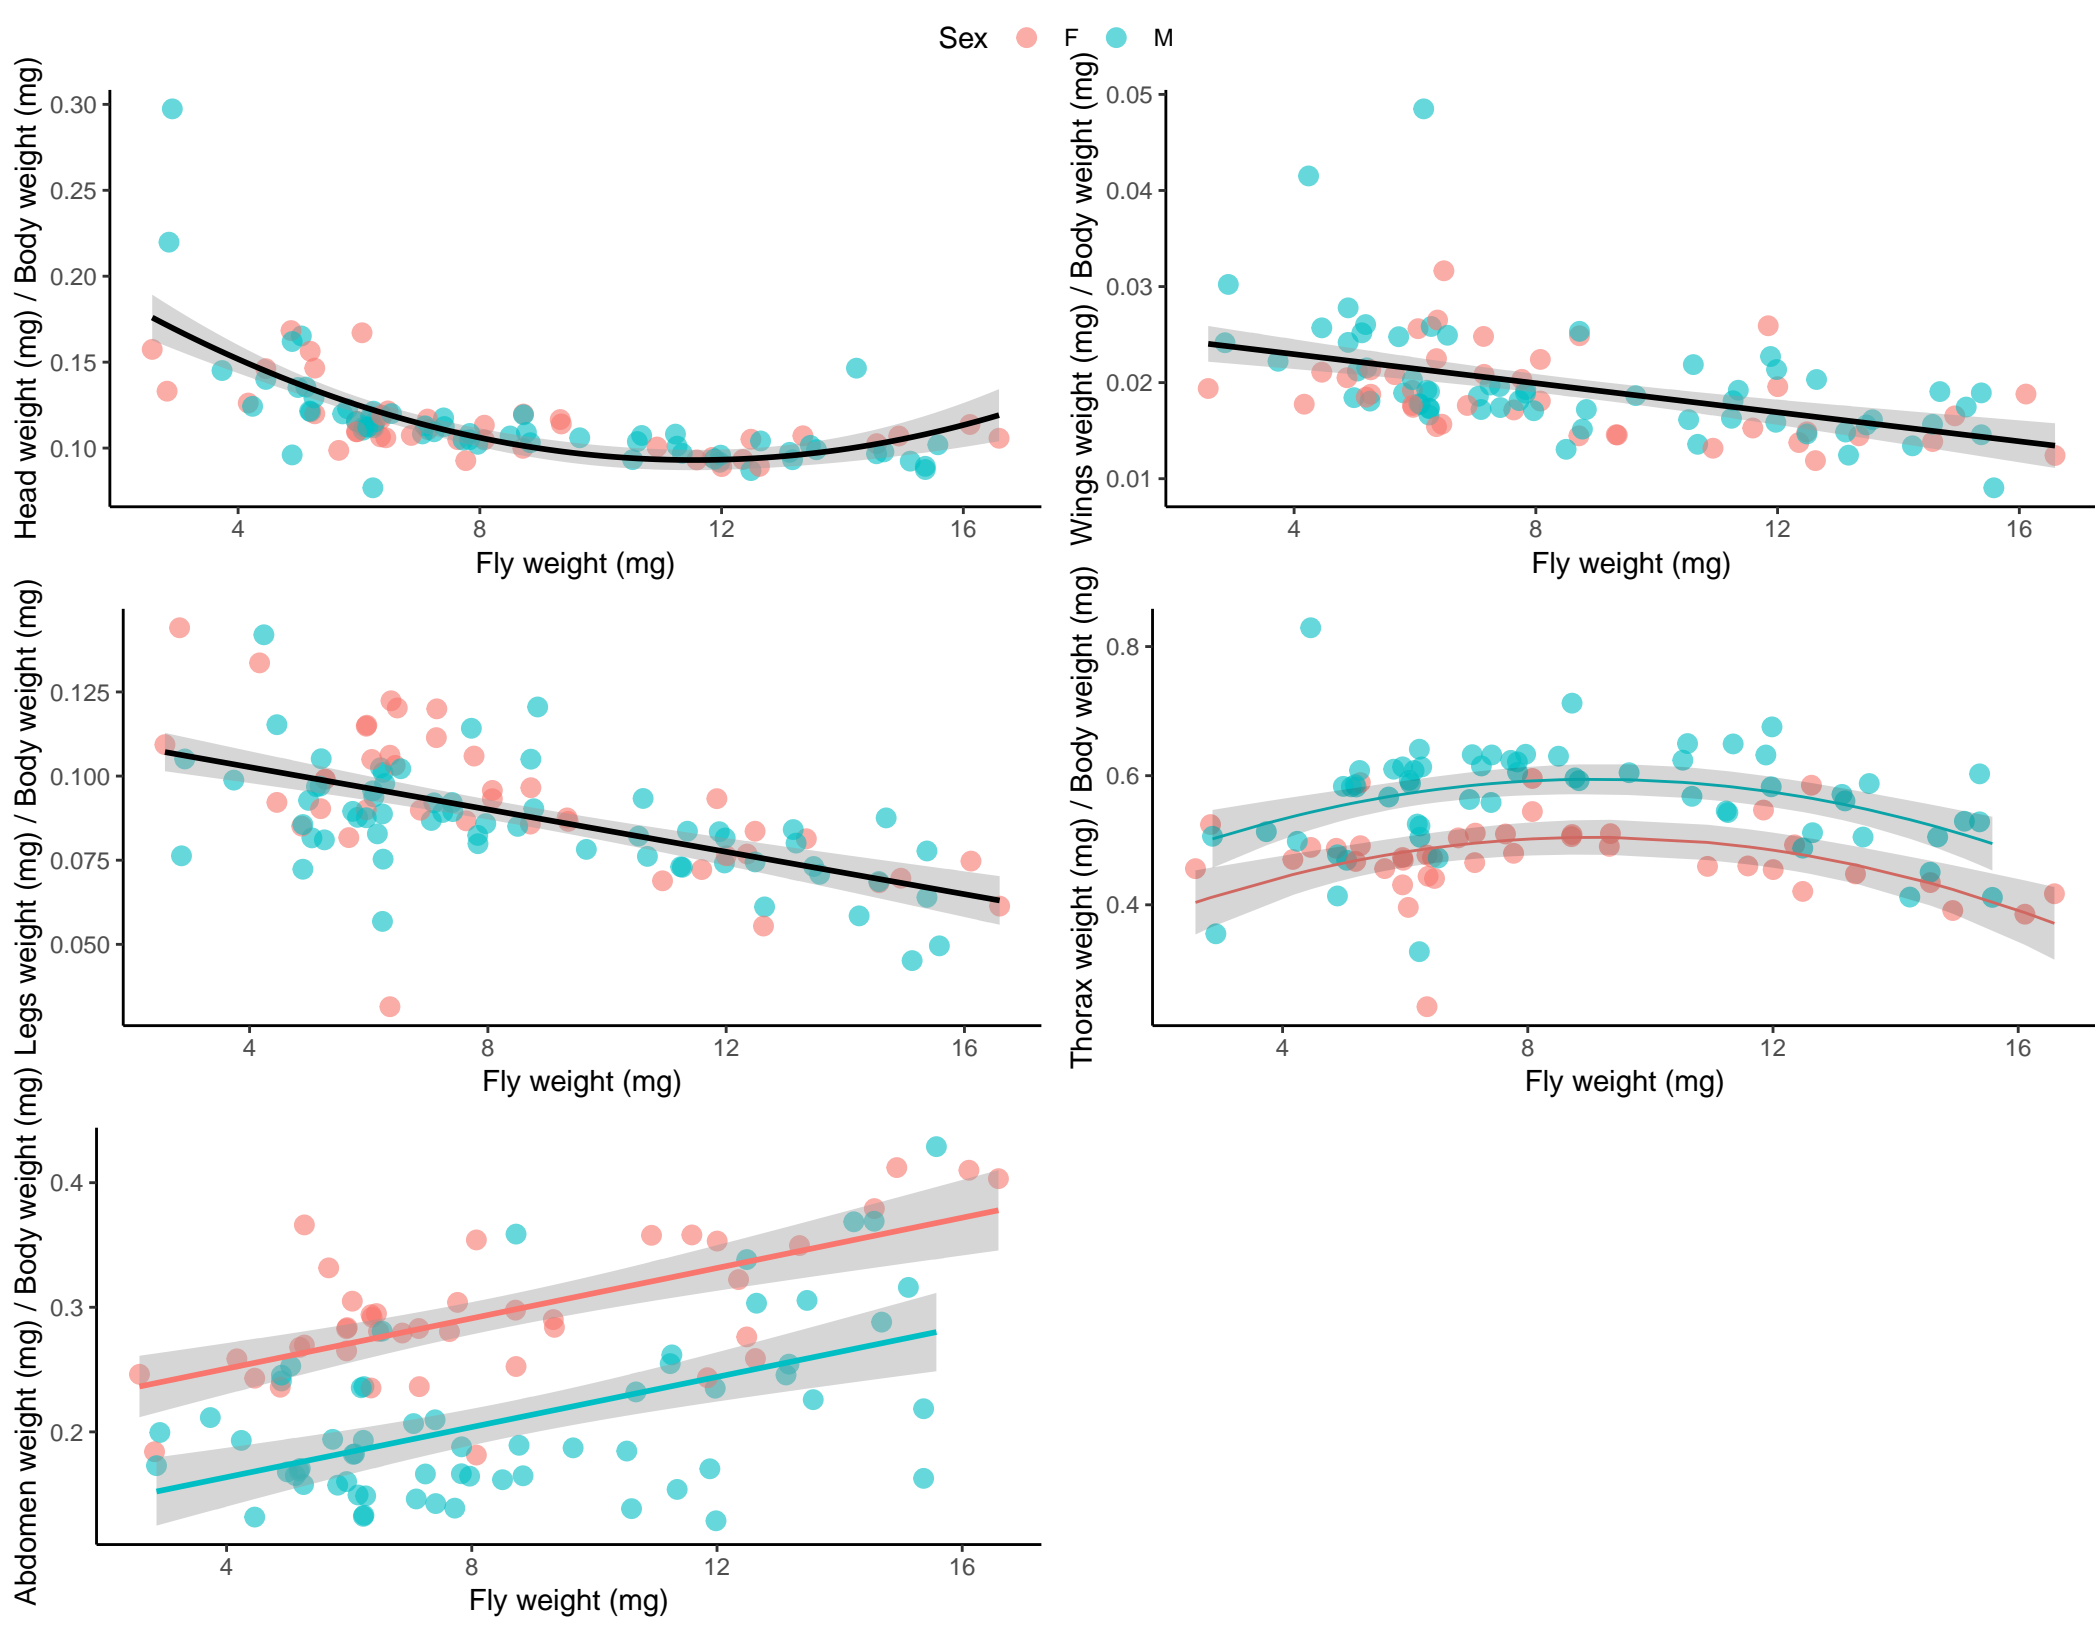 Sex F M
Head weight (mg) / Body weight (mg)
0.30
0.25
0.20
0.15
0.10
4 8 12 16
Fly weight (mg)
Wings weight (mg) / Body weight (mg)
0.05
0.04
0.03
0.02
0.01
4 8 12 16
Fly weight (mg)
Legs weight (mg) / Body weight (mg)
0.125
0.100
0.075
0.050
4 8 12 16
Fly weight (mg)
Thorax weight (mg) / Body weight (mg)
0.8
0.6
0.4
4 8 12 16
Fly weight (mg)
Abdomen weight (mg) / Body weight (mg)
0.4
0.3
0.2
4 8 12 16
Fly weight (mg)